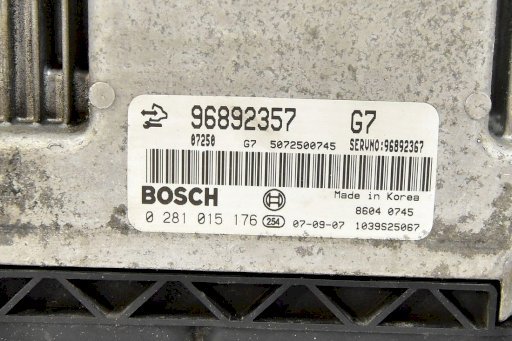 96892357 G7
07250 G7 5072500745 SERVNO:96892367
BOSCH Made in Korea
8604 0745
0 281 015 176 254 07-09-07 1039S25067